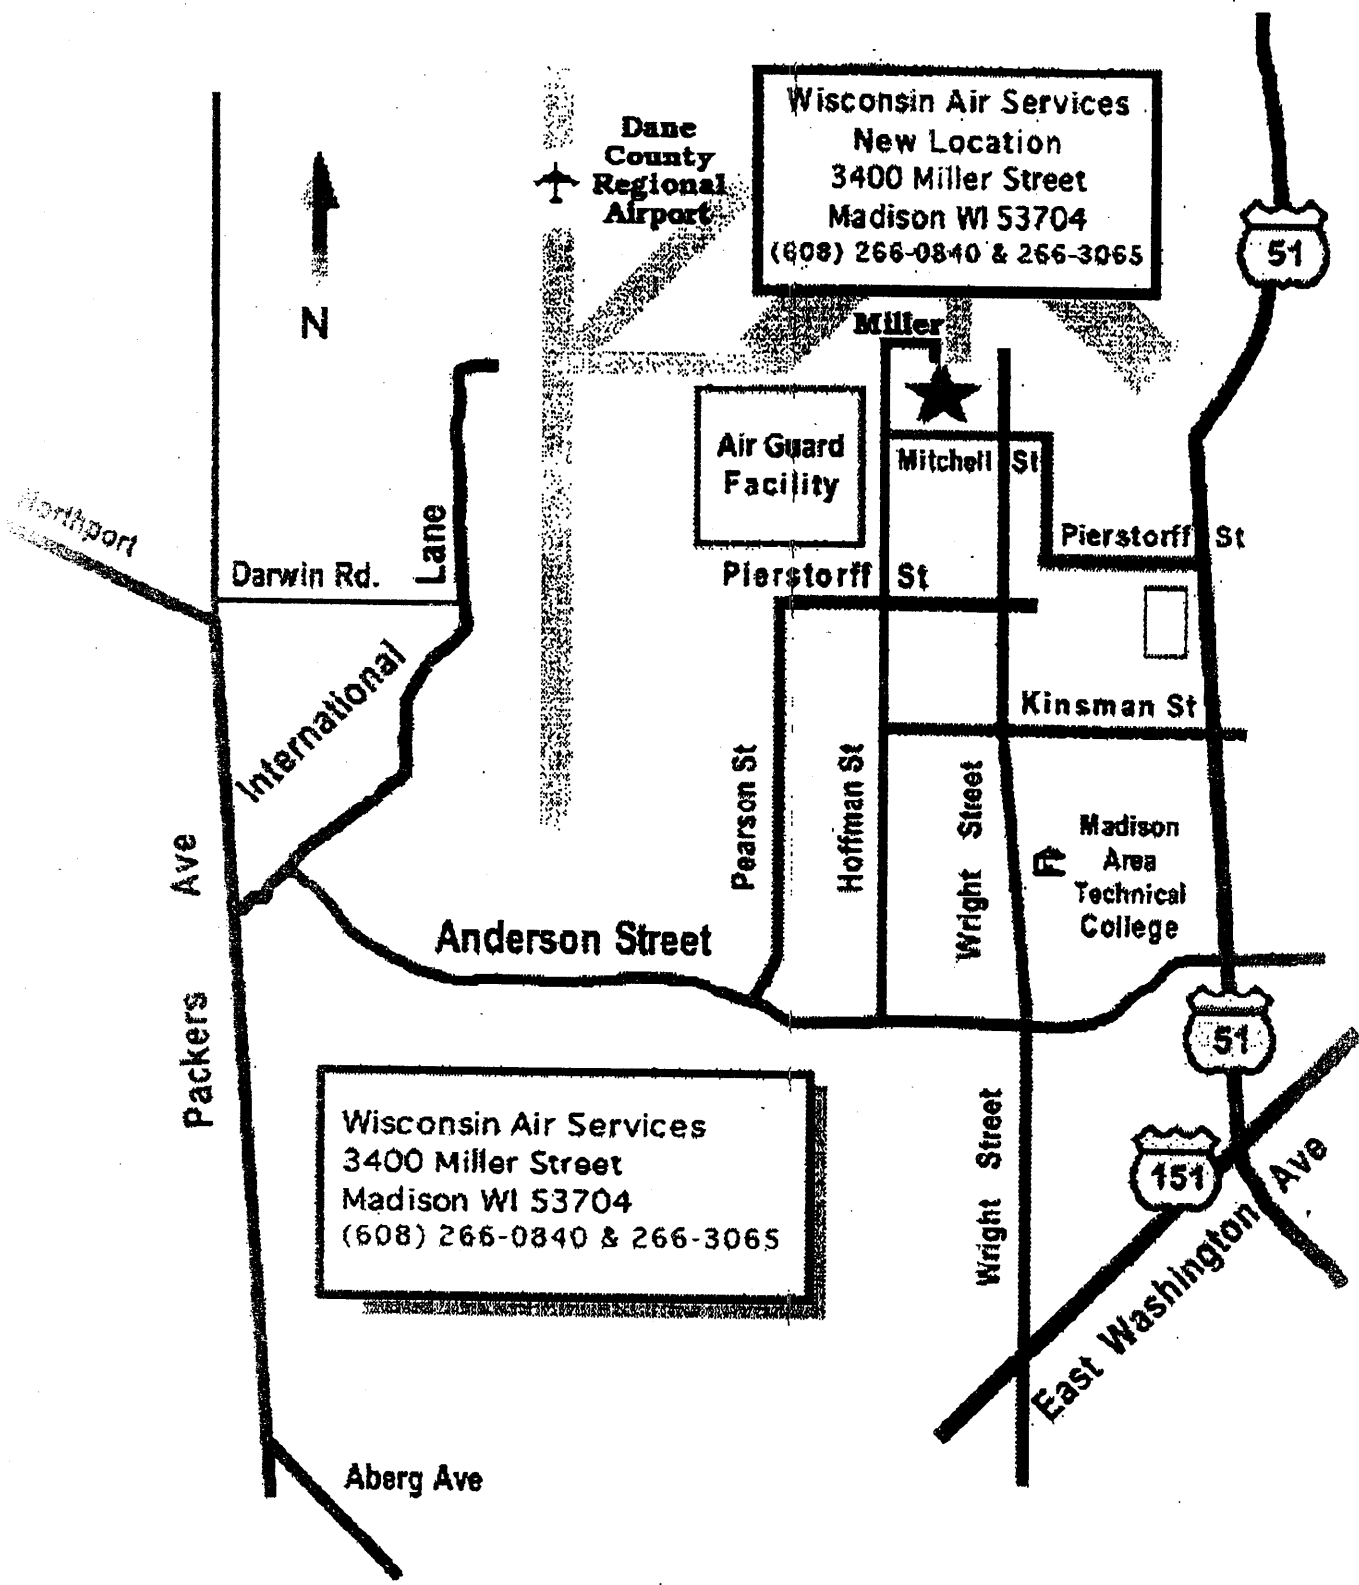 Wisconsin Air Services
New Location
3400 Miller Street
Madison WI 53704
(608) 266-0840 & 266-3065
Dane
County
Regional
Airport
51
N
Miller
Air Guard
Facility
Mitchell St
Northport
Lane
Pierstorff St
Darwin Rd.
Pierstorff St
International
Kinsman St
Pearson St
Hoffman St
Wright Street
Madison
Area
Technical
College
Packers Ave
Anderson Street
51
Wisconsin Air Services
3400 Miller Street
Madison WI 53704
(608) 266-0840 & 266-3065
Wright Street
151
East Washington Ave
Aberg Ave